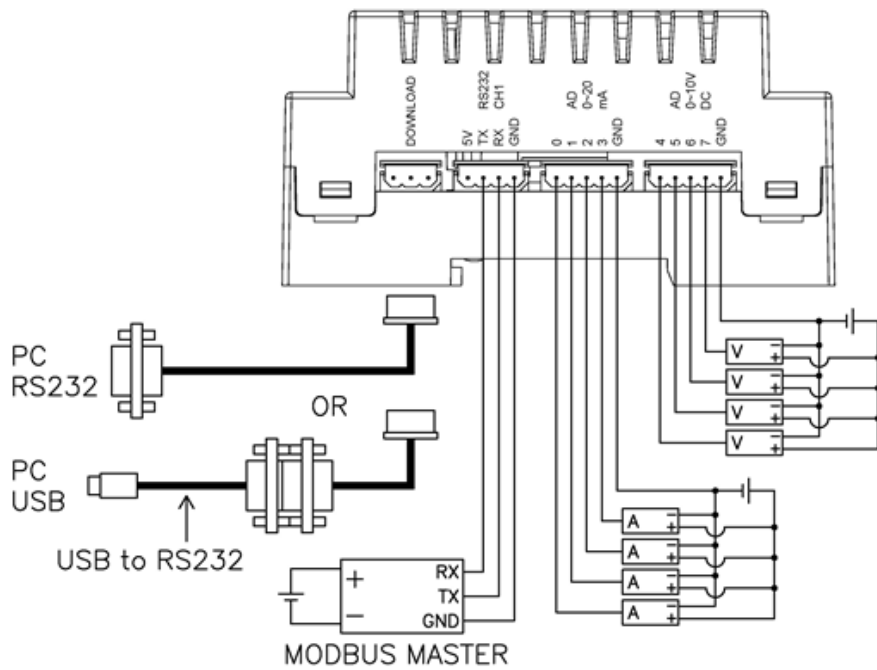 DOWNLOAD
RS232
CH1
5V
TX
RX
GND
AD
0~20
mA
0
1
2
3
GND
AD
0~10V
DC
4
5
6
7
GND
PC
RS232
OR
PC
USB
USB to RS232
+
−
RX
TX
GND
MODBUS MASTER
V − +
V − +
V − +
V − +
A − +
A − +
A − +
A − +